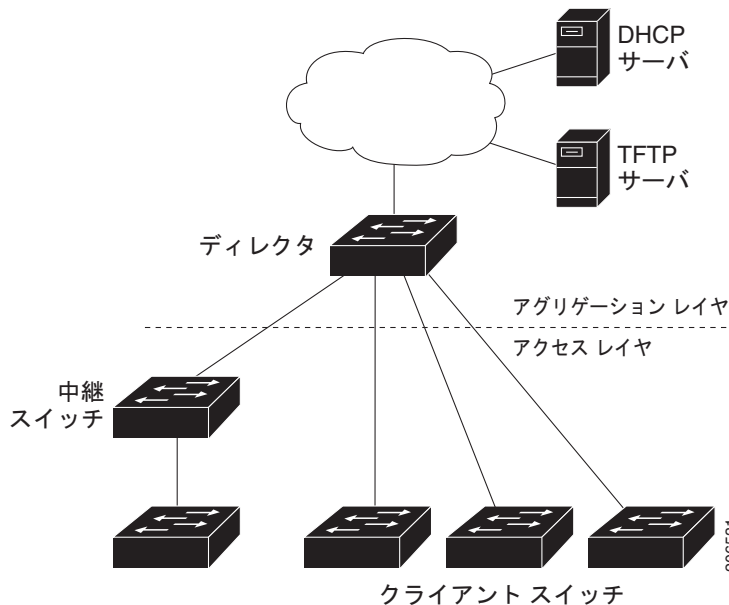 DHCP
サーバ
TFTP
サーバ
ディレクタ
アグリゲーション レイヤ
アクセス レイヤ
中継
スイッチ
クライアント スイッチ